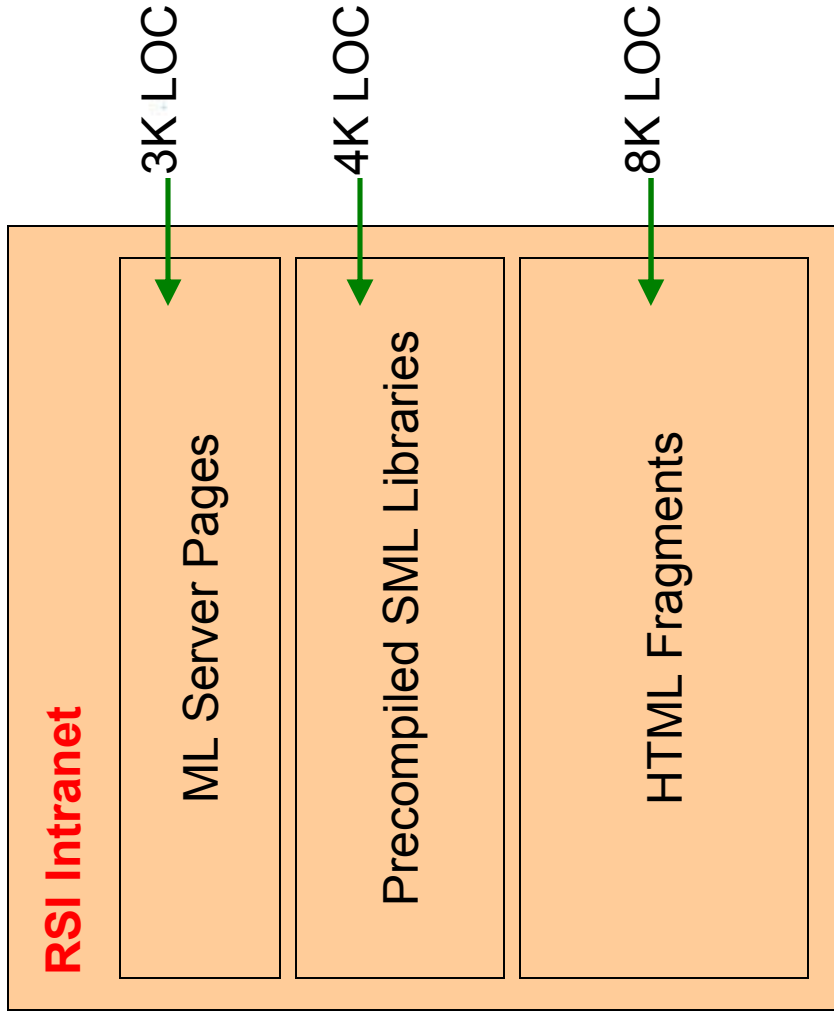 RSI Intranet
ML Server Pages
3K LOC
Precompiled SML Libraries
4K LOC
HTML Fragments
8K LOC